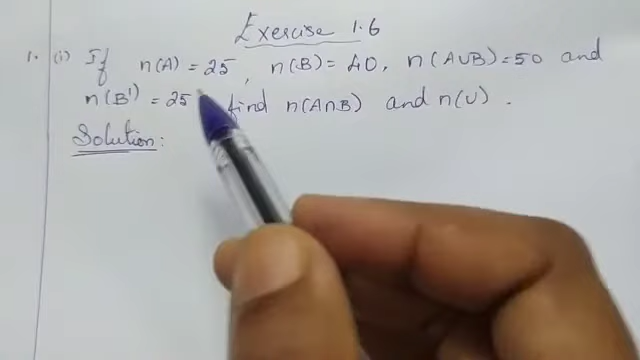 Exercise 1.6
1. (i) If n(A) = 25, n(B) = 40, n(A∪B) = 50 and
n(B') = 25 find n(A∩B) and n(U).
Solution: